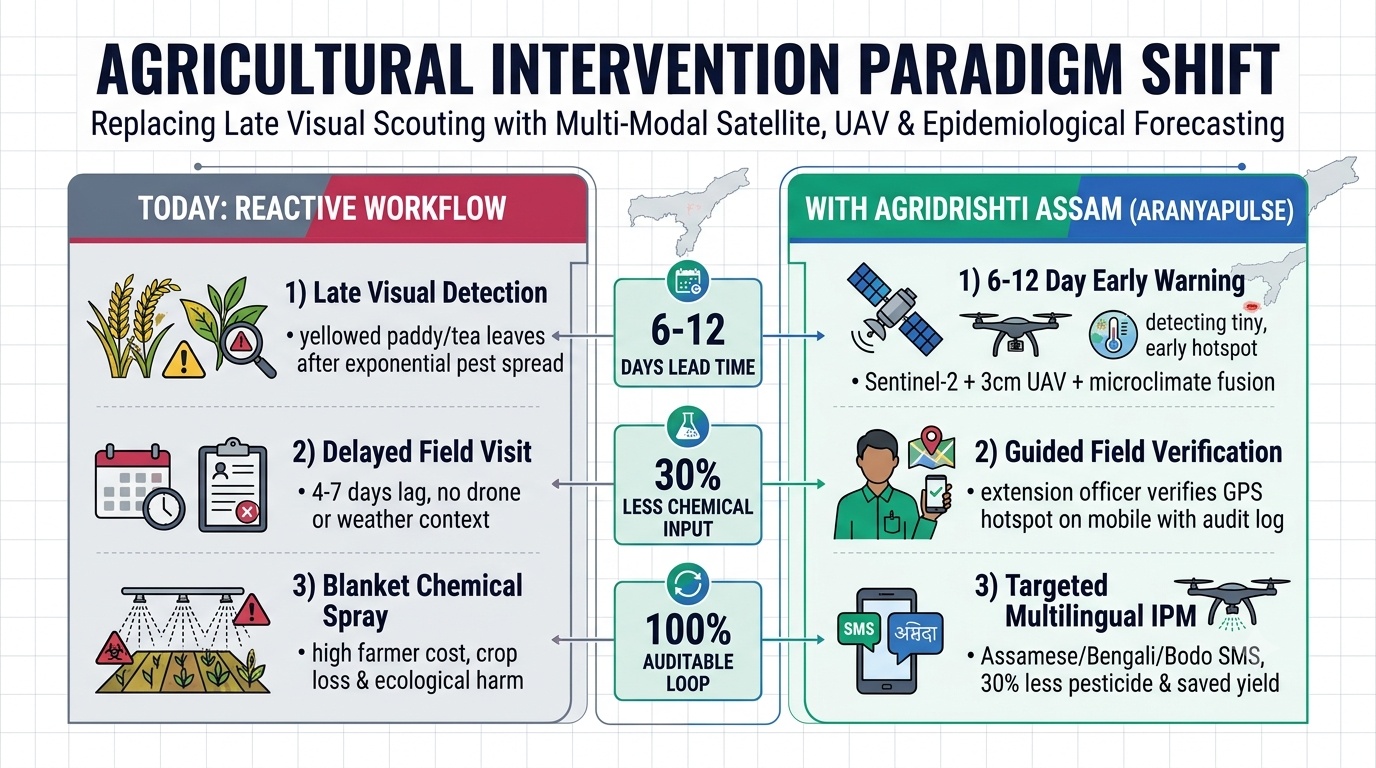 AGRICULTURAL INTERVENTION PARADIGM SHIFT
Replacing Late Visual Scouting with Multi-Modal Satellite, UAV & Epidemiological Forecasting
TODAY: REACTIVE WORKFLOW
1) Late Visual Detection
• yellowed paddy/tea leaves
after exponential pest spread
2) Delayed Field Visit
• 4-7 days lag, no drone
or weather context
3) Blanket Chemical
Spray
• high farmer cost, crop
loss & ecological harm
6-12
DAYS LEAD TIME
30%
LESS CHEMICAL
INPUT
100%
AUDITABLE
LOOP
WITH AGRIDRISHTI ASSAM (ARANYAPULSE)
1) 6-12 Day Early Warning
detecting tiny,
early hotspot
• Sentinel-2 + 3cm UAV + microclimate fusion
2) Guided Field Verification
• extension officer verifies GPS
hotspot on mobile with audit log
3) Targeted
Multilingual IPM
SMS
• Assamese/Bengali/Bodo SMS,
30% less pesticide & saved yield